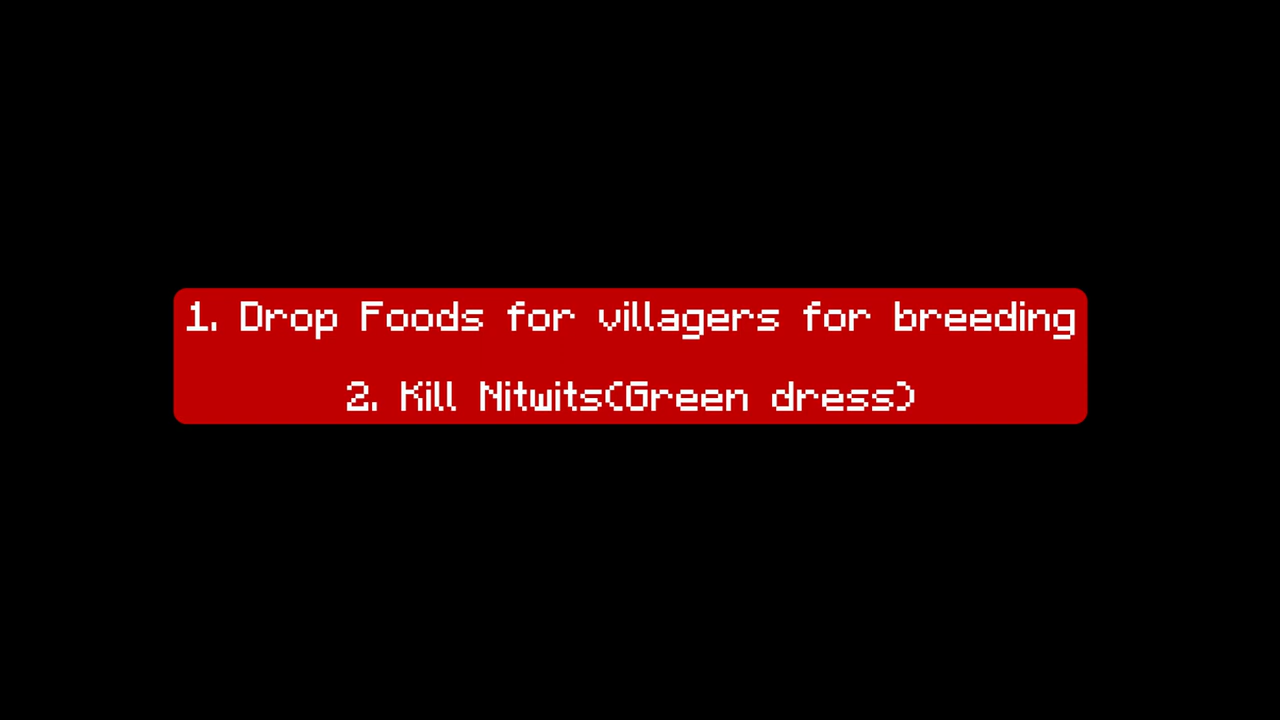 1. Drop Foods for villagers for breeding
2. Kill Nitwits(Green dress)